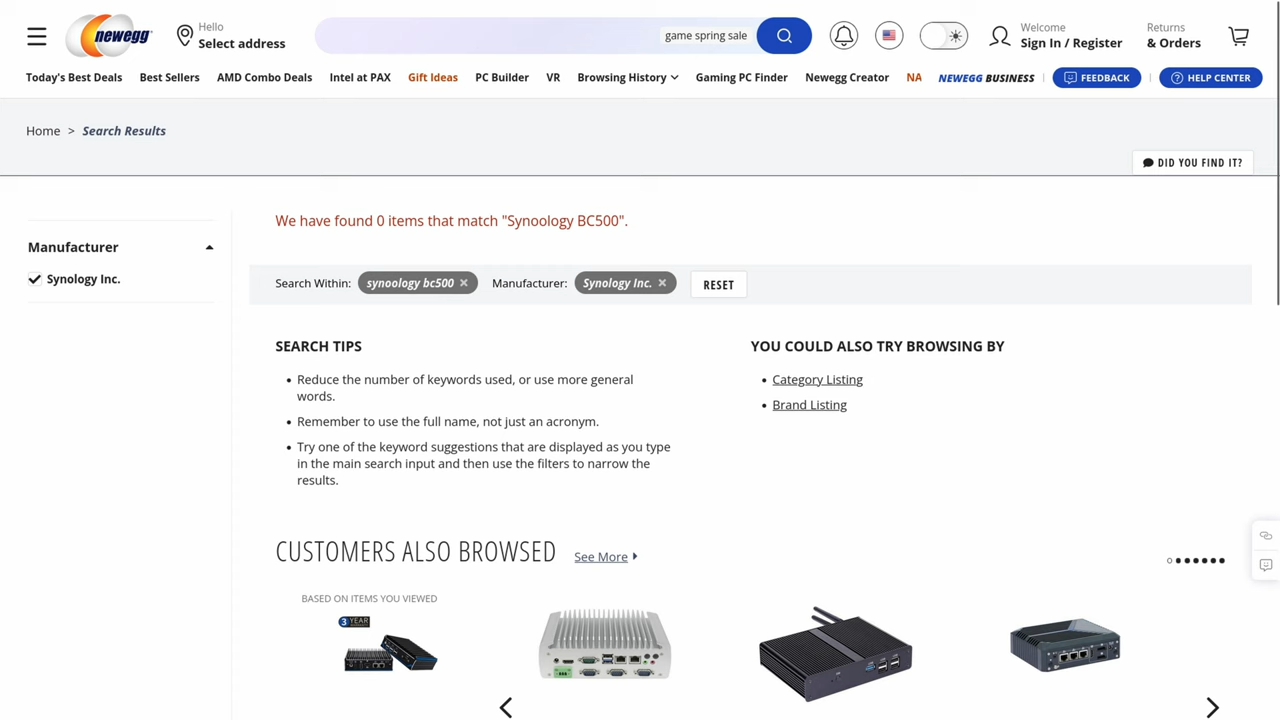 newegg
Hello
Select address
game spring sale
Welcome
Sign In / Register
Returns
& Orders
Today's Best Deals
Best Sellers
AMD Combo Deals
Intel at PAX
Gift Ideas
PC Builder
VR
Browsing History
Gaming PC Finder
Newegg Creator
NA
NEWEGG BUSINESS
FEEDBACK
HELP CENTER
Home > Search Results
DID YOU FIND IT?
Manufacturer
Synology Inc.
We have found 0 items that match "Synoology BC500".
Search Within: synoology bc500 × Manufacturer: Synology Inc. × RESET
SEARCH TIPS
• Reduce the number of keywords used, or use more general
words.
• Remember to use the full name, not just an acronym.
• Try one of the keyword suggestions that are displayed as you type
in the main search input and then use the filters to narrow the
results.
YOU COULD ALSO TRY BROWSING BY
• Category Listing
• Brand Listing
CUSTOMERS ALSO BROWSED
See More
BASED ON ITEMS YOU VIEWED
3 YEAR